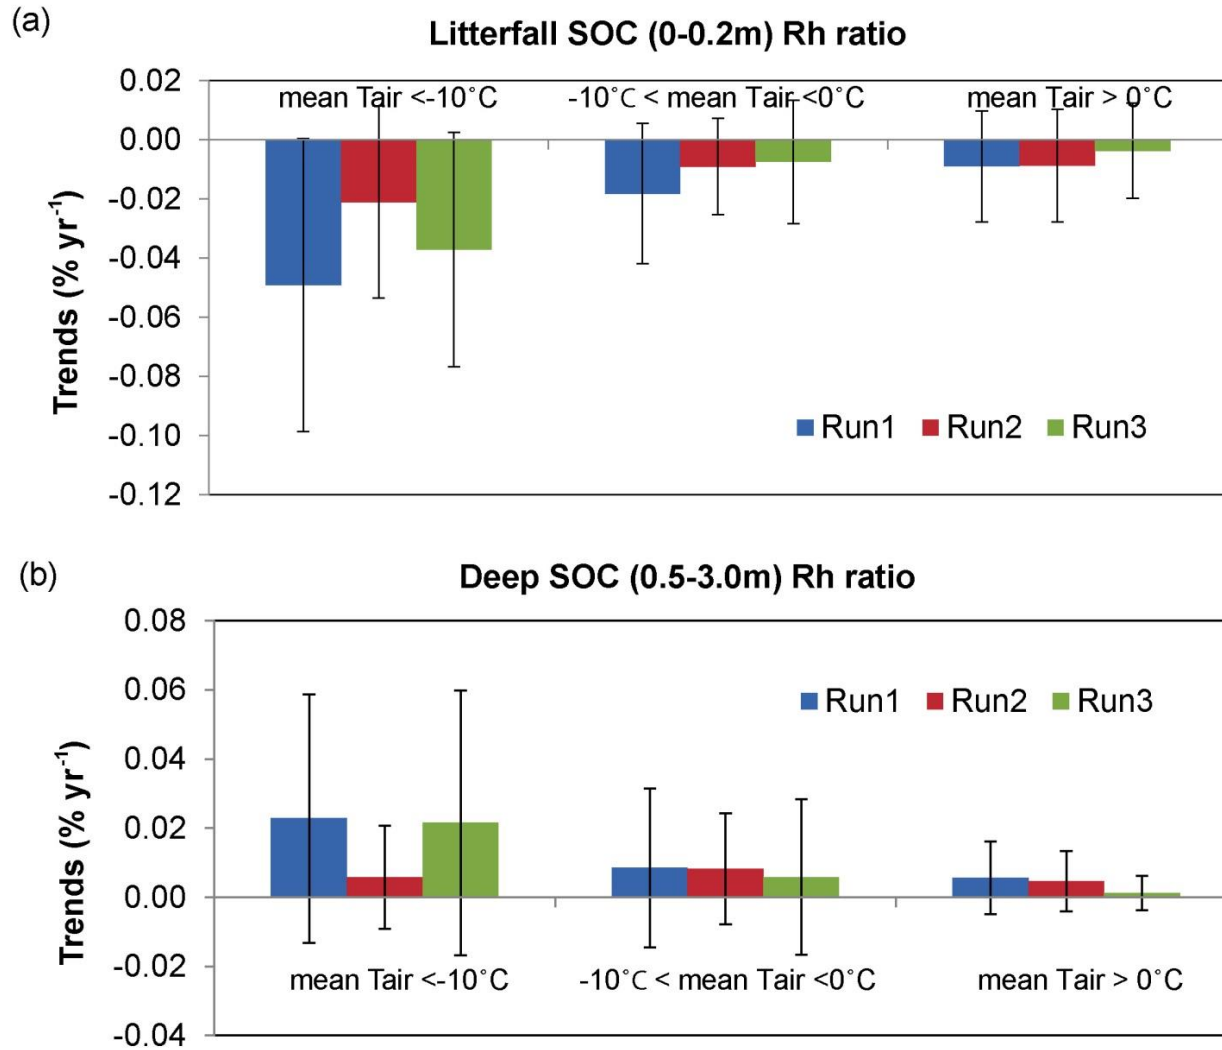 (a)
Litterfall SOC (0-0.2m) Rh ratio
0.02
mean Tair <-10°C
-10°C < mean Tair <0°C
mean Tair > 0°C
0.00
-0.02
-0.04
-0.06
-0.08
-0.10
-0.12
Trends (% yr⁻¹)
Run1 Run2 Run3
(b)
Deep SOC (0.5-3.0m) Rh ratio
0.08
0.06
0.04
0.02
0.00
-0.02
-0.04
Trends (% yr⁻¹)
Run1 Run2 Run3
mean Tair <-10°C
-10°C < mean Tair <0°C
mean Tair > 0°C